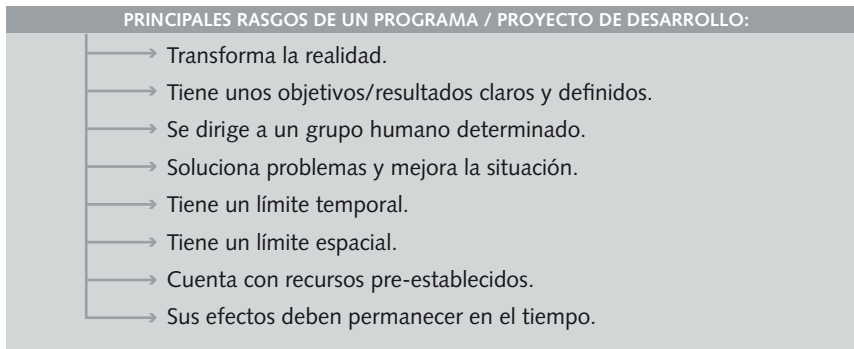 PRINCIPALES RASGOS DE UN PROGRAMA / PROYECTO DE DESARROLLO:
Transforma la realidad.
Tiene unos objetivos/resultados claros y definidos.
Se dirige a un grupo humano determinado.
Soluciona problemas y mejora la situación.
Tiene un límite temporal.
Tiene un límite espacial.
Cuenta con recursos pre-establecidos.
Sus efectos deben permanecer en el tiempo.